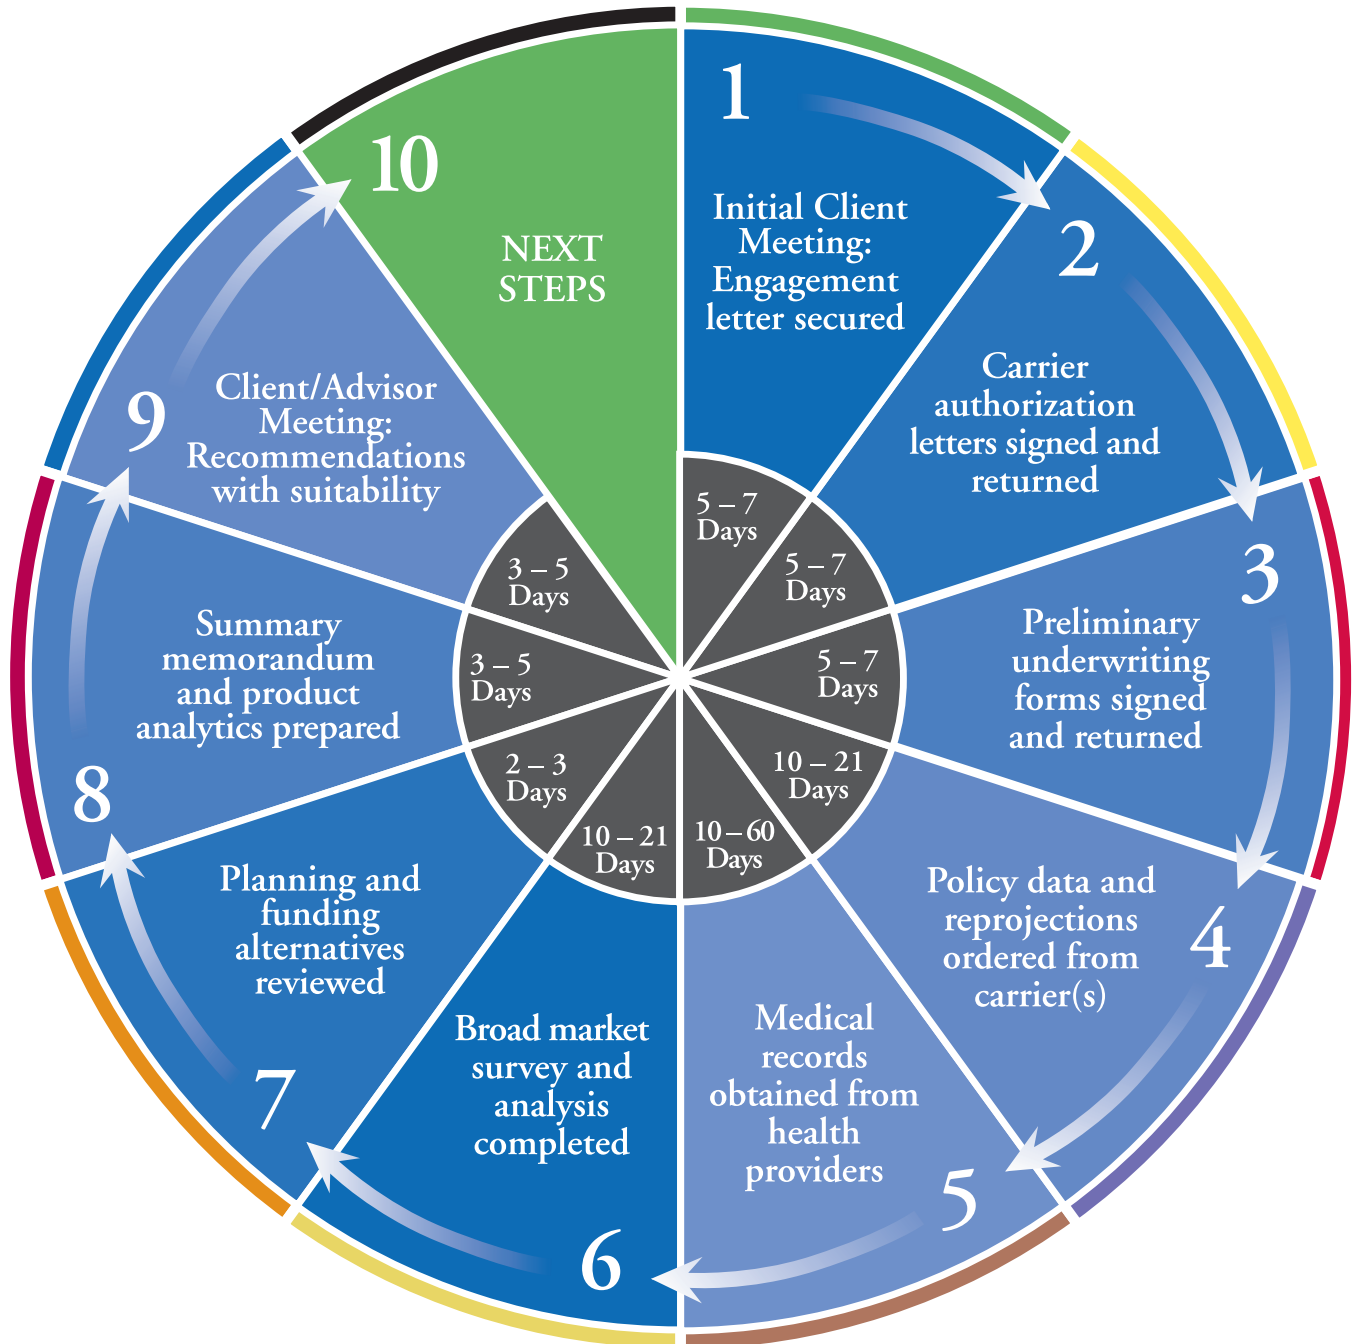 1
Initial Client
Meeting:
Engagement
letter secured
5 – 7
Days
2
Carrier
authorization
letters signed and
returned
5 – 7
Days
3
Preliminary
underwriting
forms signed
and returned
5 – 7
Days
4
Policy data and
reprojections
ordered from
carrier(s)
10 – 21
Days
5
Medical
records
obtained from
health
providers
10 – 60
Days
6
Broad market
survey and
analysis
completed
10 – 21
Days
7
Planning and
funding
alternatives
reviewed
2 – 3
Days
8
Summary
memorandum
and product
analytics prepared
3 – 5
Days
9
Client/Advisor
Meeting:
Recommendations
with suitability
3 – 5
Days
10
NEXT
STEPS